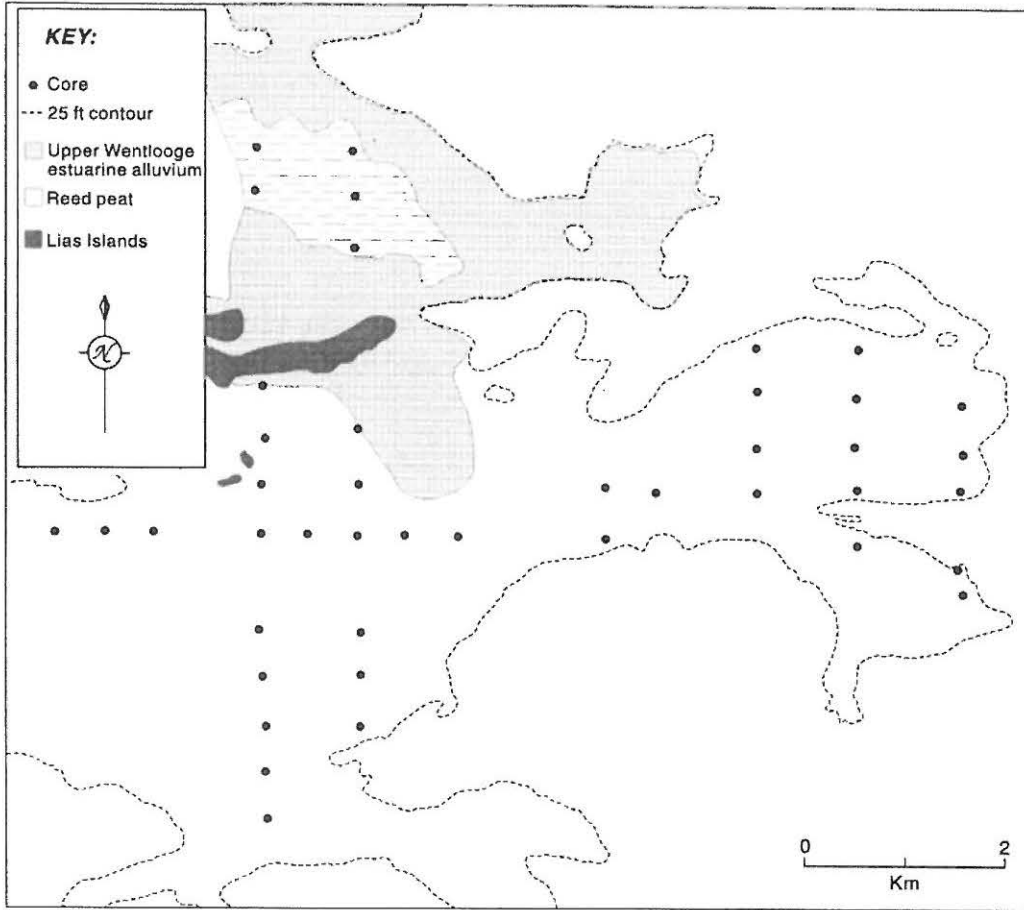 KEY:
Core
25 ft contour
Upper Wentlooge
estuarine alluvium
Reed peat
Lias Islands
N
0 2
Km